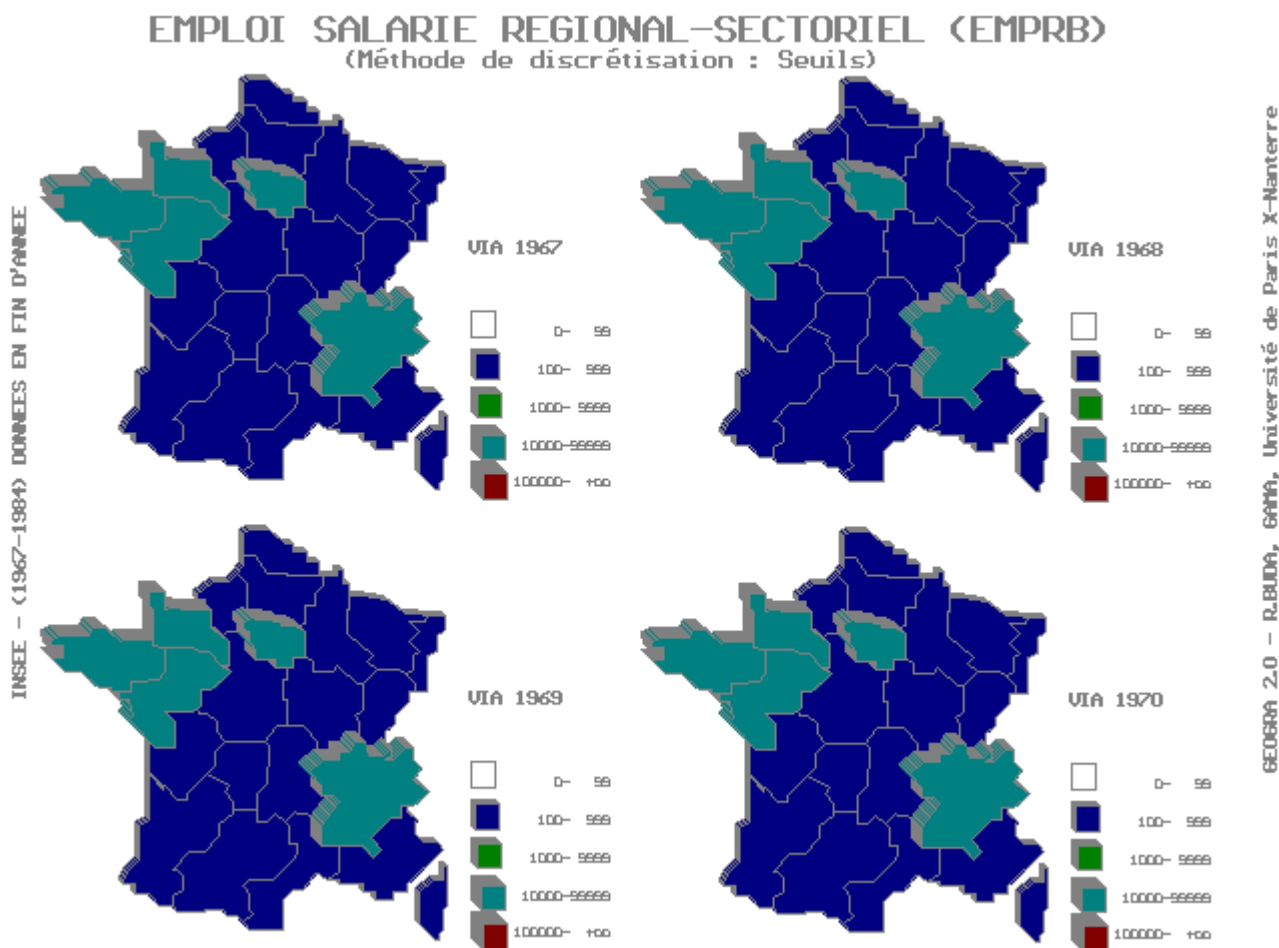 EMPLOI SALARIE REGIONAL-SECTORIEL (EMPRB)
(Méthode de discrétisation : Seuils)
INSEE - (1967-1984) DONNEES EN FIN D'ANNEE
VIA 1967
0- 99
100- 999
1000- 9999
10000-99999
100000- +oo
VIA 1968
0- 99
100- 999
1000- 9999
10000-99999
100000- +oo
VIA 1969
0- 99
100- 999
1000- 9999
10000-99999
100000- +oo
VIA 1970
0- 99
100- 999
1000- 9999
10000-99999
100000- +oo
GEOGRA 2.0 - R.BUDA, GAMA, Université de Paris X-Nanterre